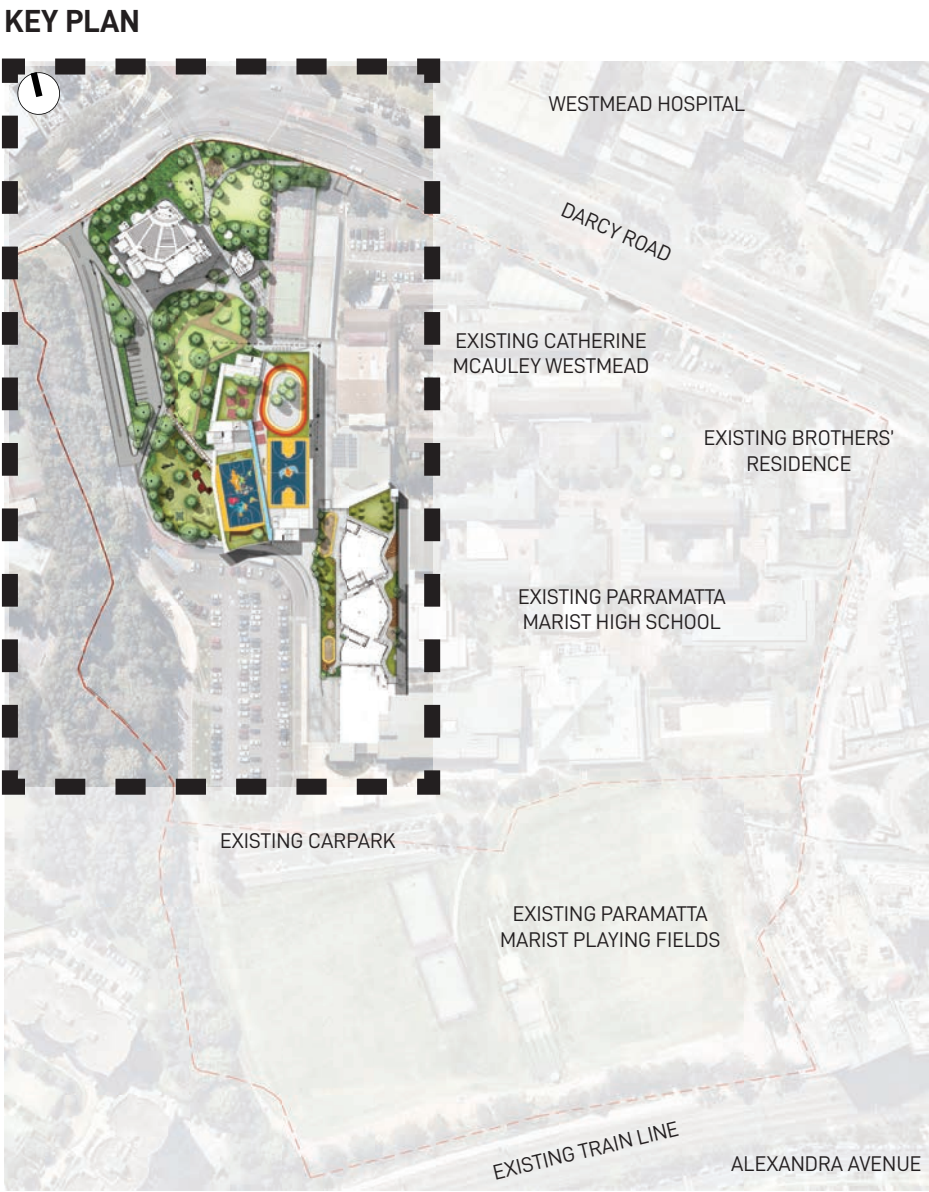 KEY PLAN
WESTMEAD HOSPITAL
DARCY ROAD
EXISTING CATHERINE
MCAULEY WESTMEAD
EXISTING BROTHERS'
RESIDENCE
EXISTING PARRAMATTA
MARIST HIGH SCHOOL
EXISTING CARPARK
EXISTING PARAMATTA
MARIST PLAYING FIELDS
EXISTING TRAIN LINE
ALEXANDRA AVENUE